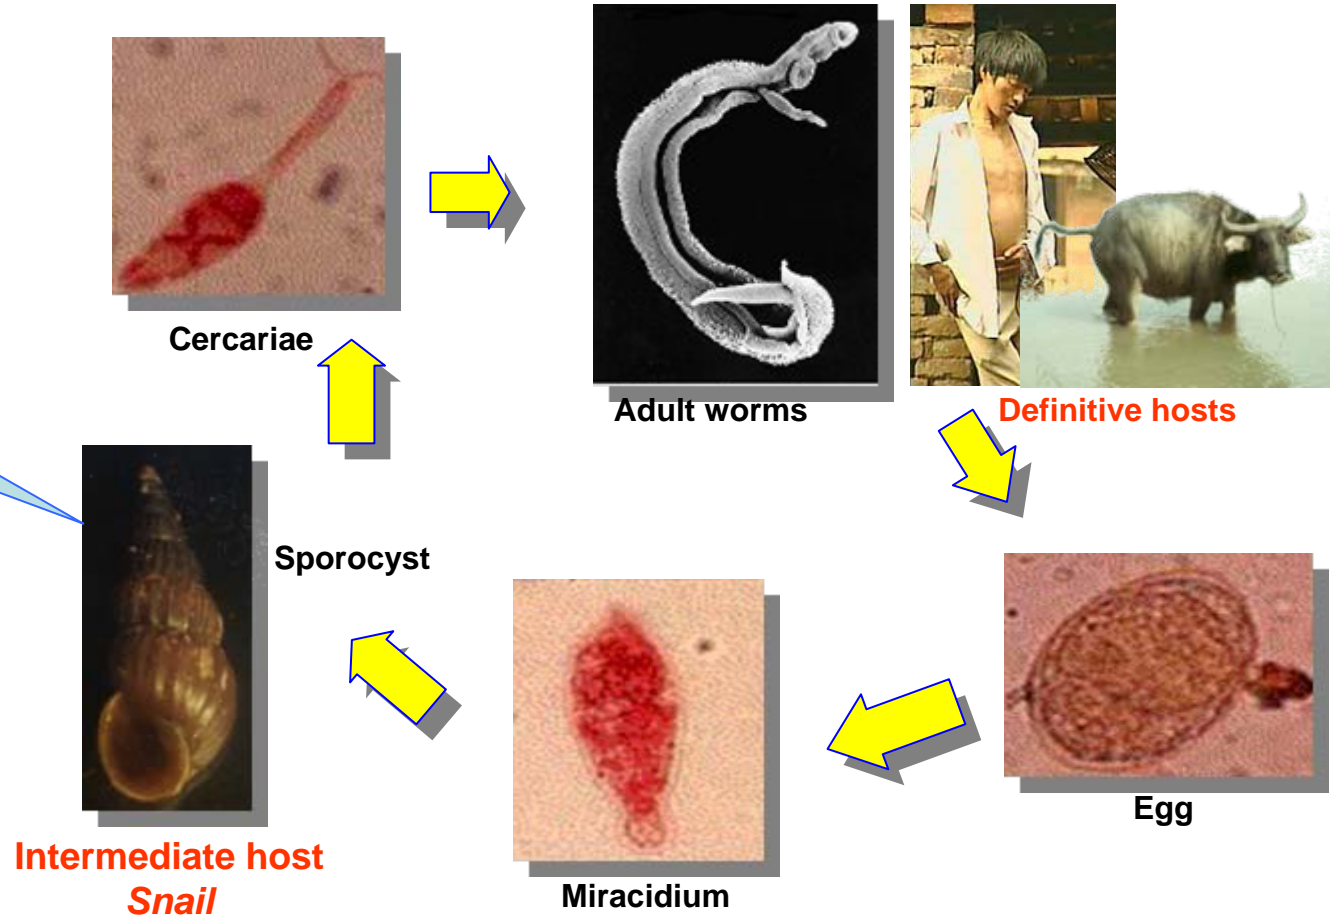 Cercariae
Adult worms
Definitive hosts
Sporocyst
Egg
Intermediate host
Snail
Miracidium